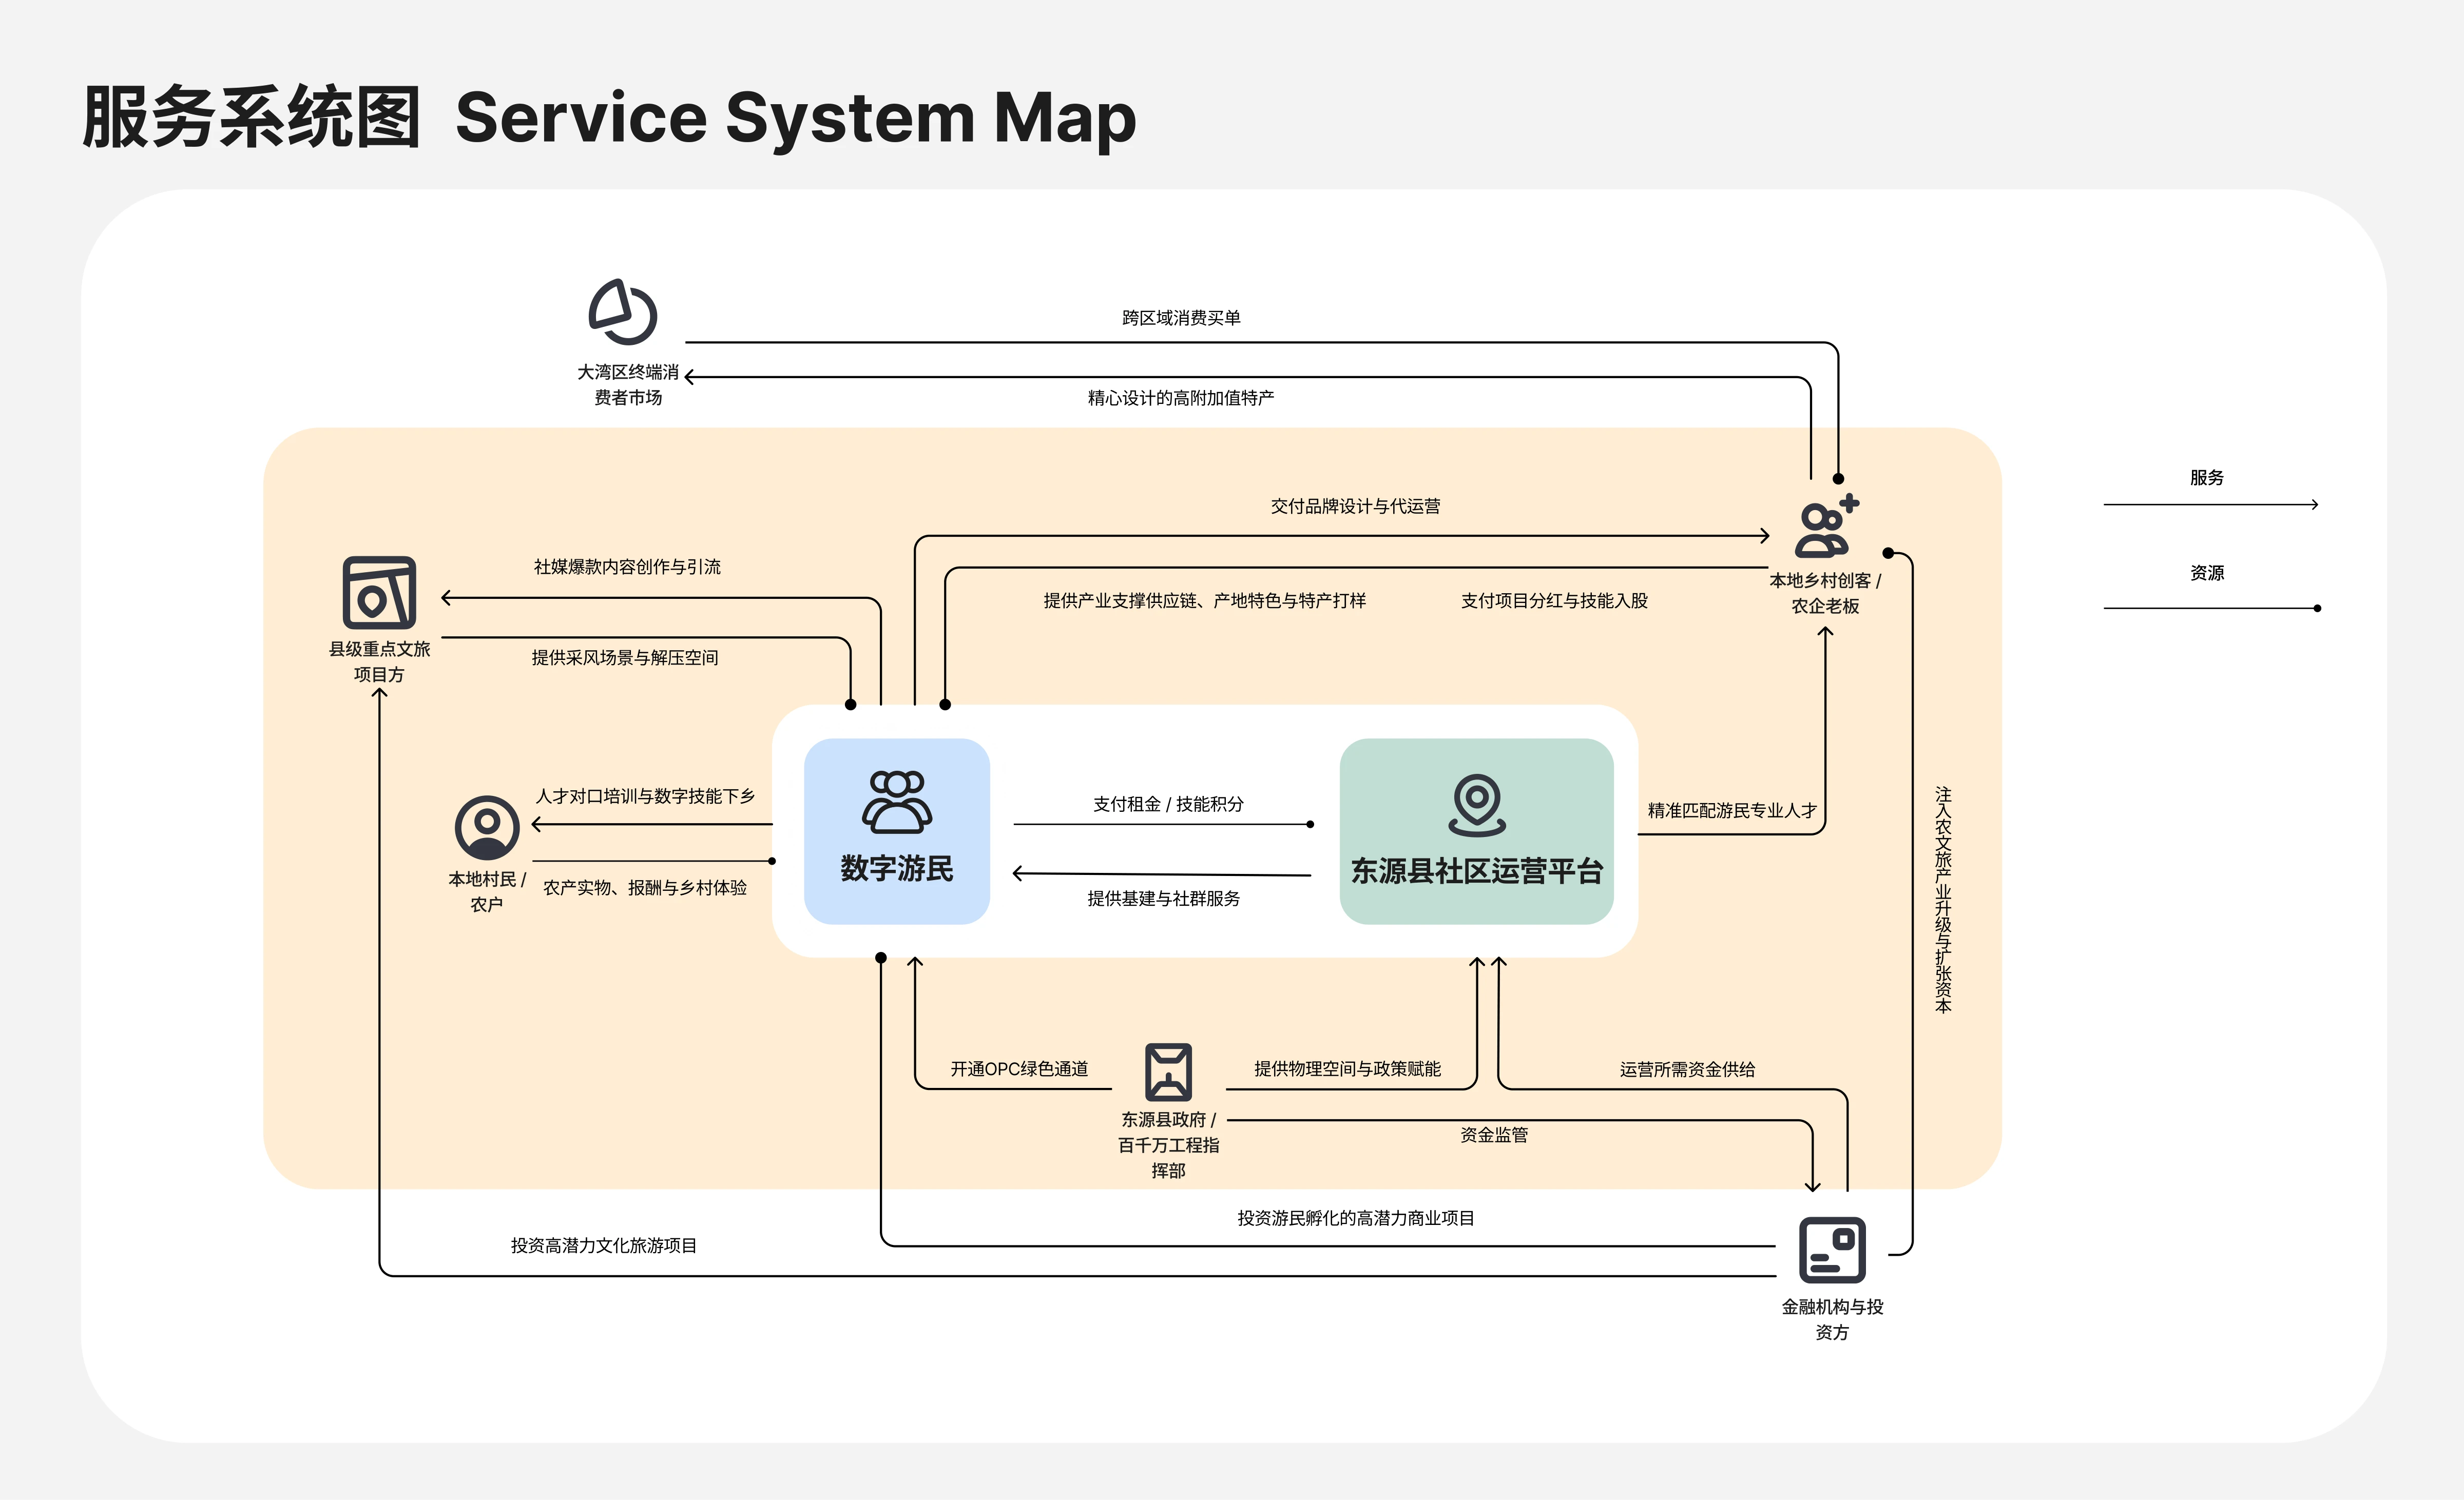 服务系统图 Service System Map
跨区域消费买单
大湾区终端消
费者市场
精心设计的高附加值特产
服务
资源
交付品牌设计与代运营
社媒爆款内容创作与引流
本地乡村创客 /
农企老板
提供产业支撑供应链、产地特色与特产打样
支付项目分红与技能入股
县级重点文旅
项目方
提供采风场景与解压空间
人才对口培训与数字技能下乡
本地村民 /
农户
农产实物、报酬与乡村体验
数字游民
支付租金 / 技能积分
提供基建与社群服务
东源县社区运营平台
精准匹配游民专业人才
注入农文旅产业升级与扩张资本
开通OPC绿色通道
东源县政府 /
百千万工程指
挥部
提供物理空间与政策赋能
运营所需资金供给
资金监管
投资游民孵化的高潜力商业项目
投资高潜力文化旅游项目
金融机构与投
资方